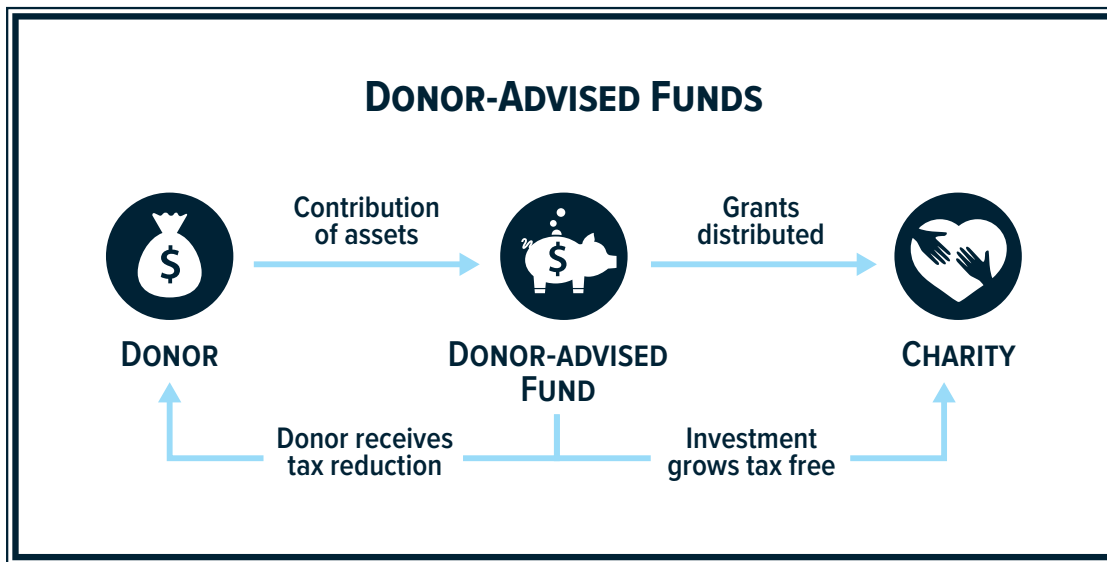 DONOR-ADVISED FUNDS
Contribution
of assets
Grants
distributed
$
$
DONOR
DONOR-ADVISED
FUND
CHARITY
Donor receives
tax reduction
Investment
grows tax free